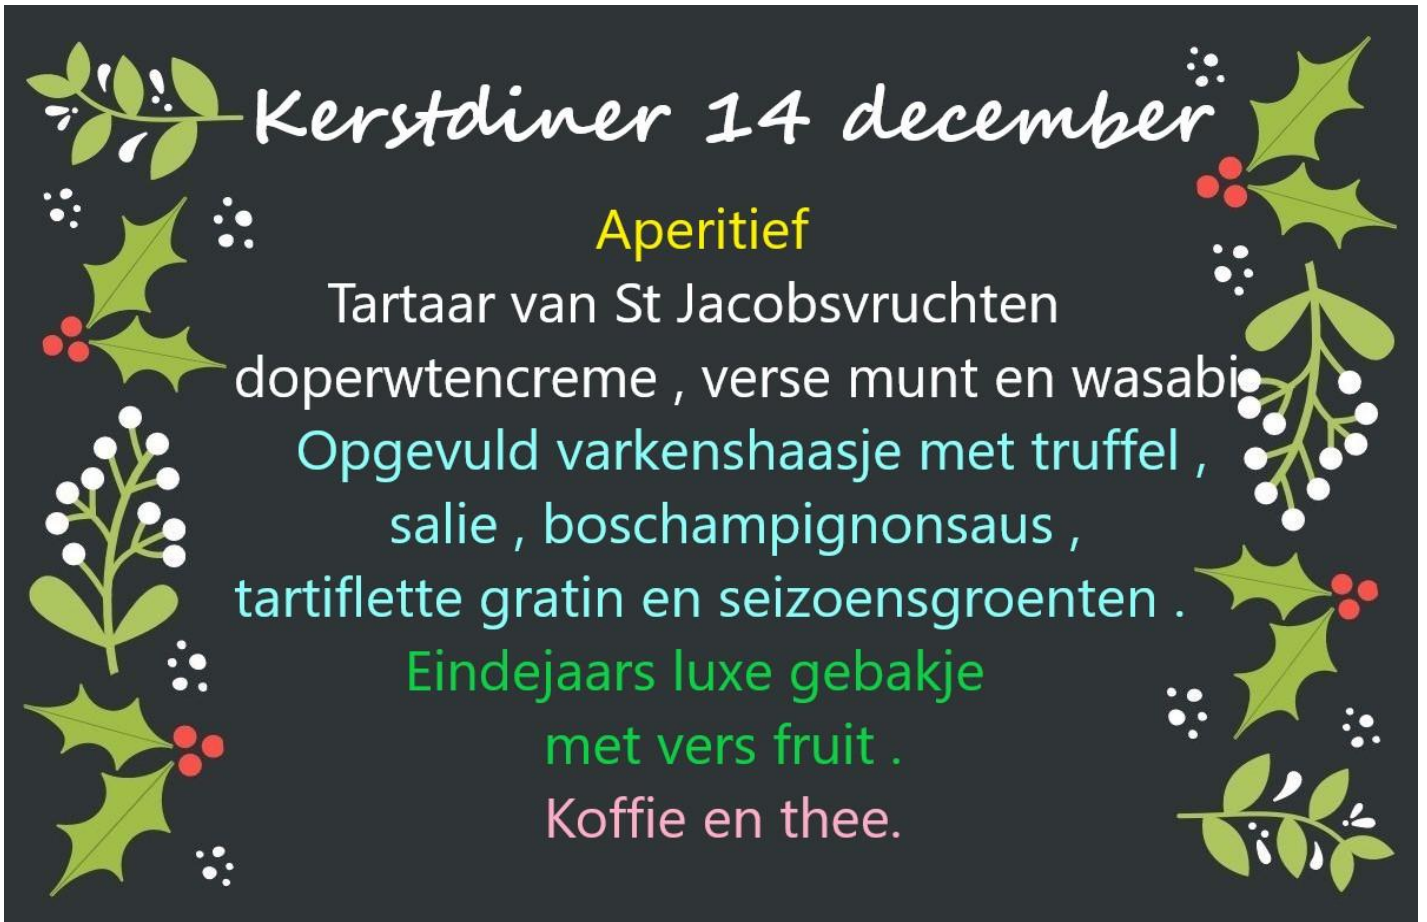 Kerstdiner 14 december
Aperitief
Tartaar van St Jacobsvruchten
doperwtencreme , verse munt en wasabi
Opgevuld varkenshaasje met truffel ,
salie , boschampignonsaus ,
tartiflette gratin en seizoensgroenten .
Eindejaars luxe gebakje
met vers fruit .
Koffie en thee.